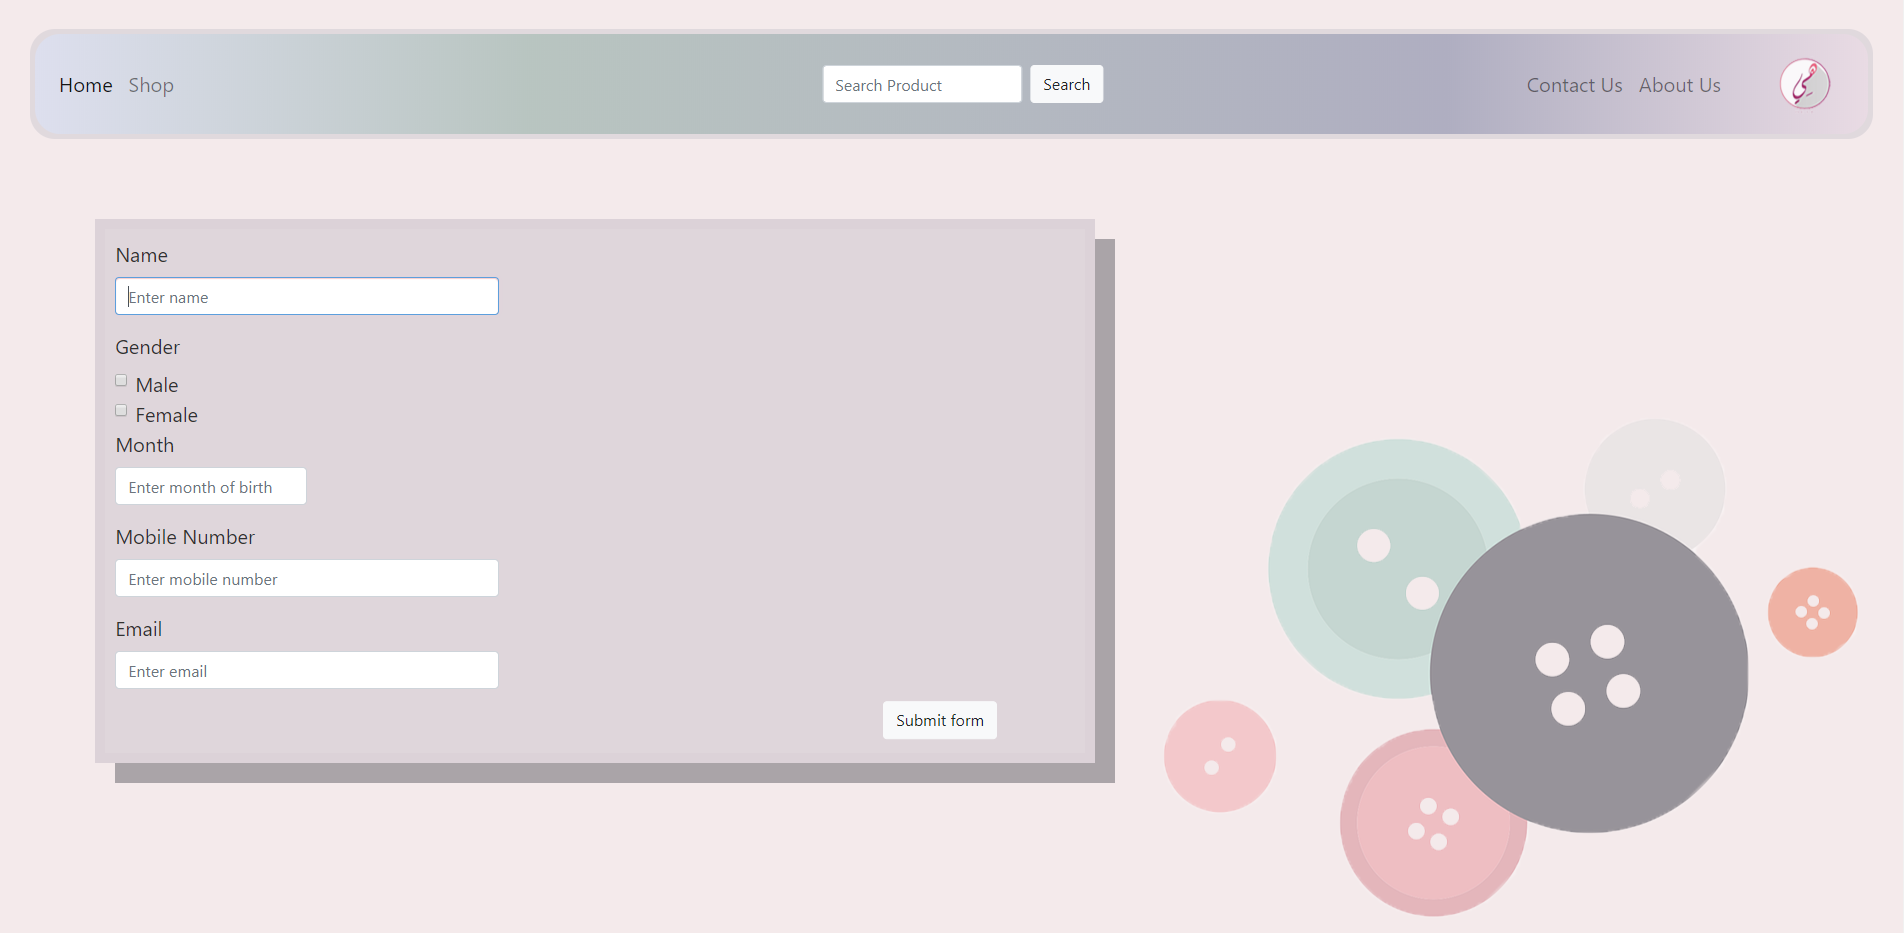 Home Shop Search Product Search Contact Us About Us
Name
Enter name
Gender
Male
Female
Month
Enter month of birth
Mobile Number
Enter mobile number
Email
Enter email
Submit form